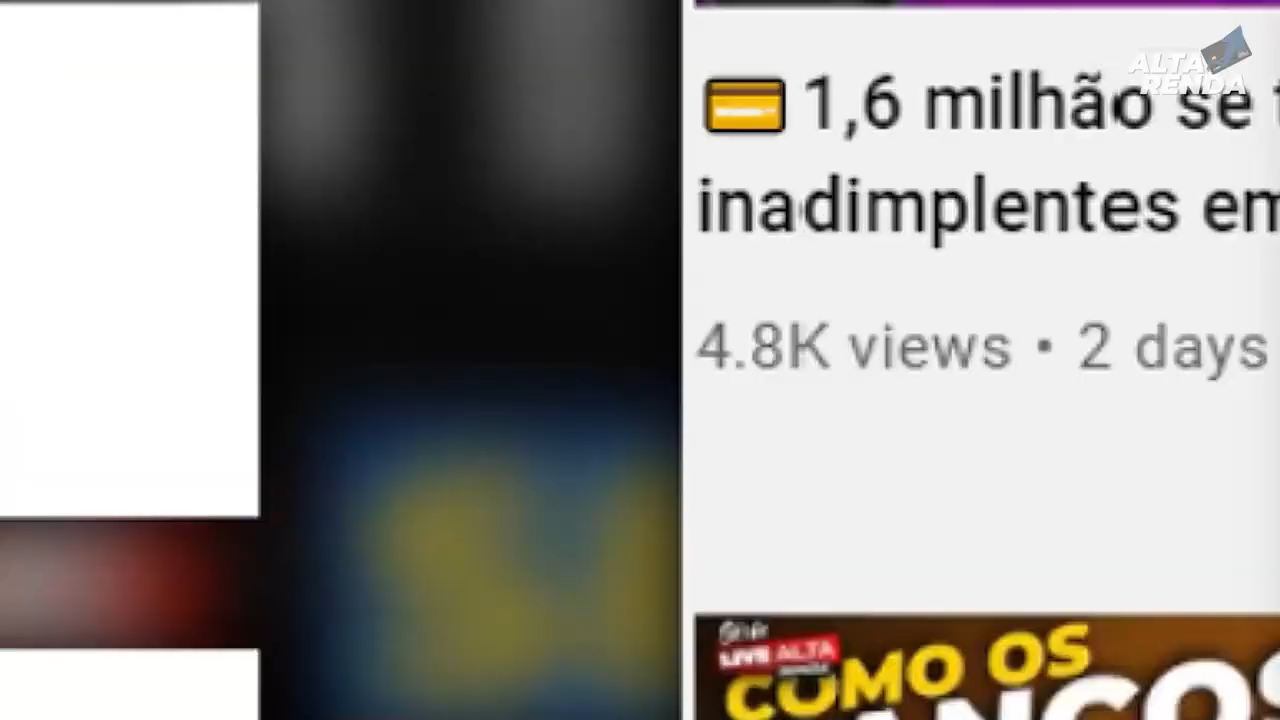 ALTA
RENDA
💳 1,6 milhão se
inadimplentes em
4.8K views • 2 days
LIVE ALTA
COMO OS